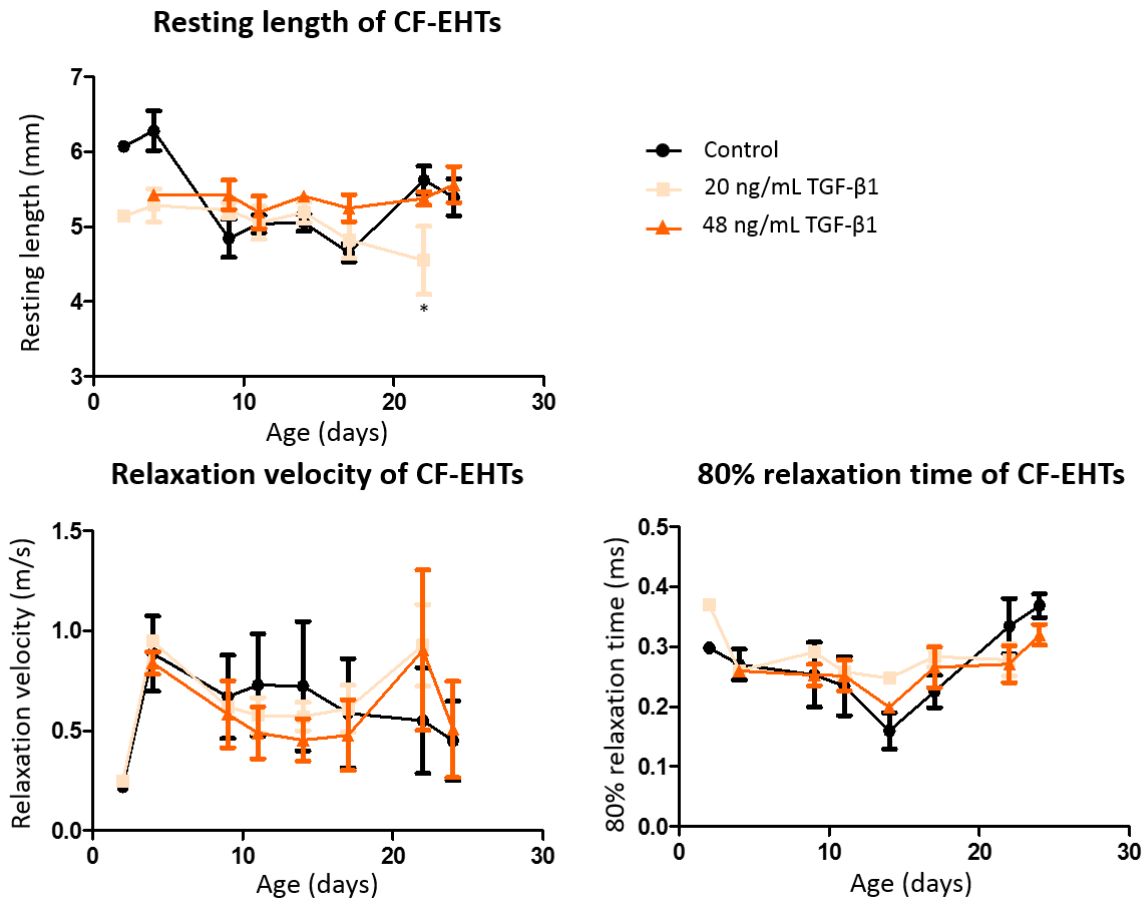 Resting length of CF-EHTs
Resting length (mm)
7
6
5
4
3
*
0
10
20
30
Age (days)
Control
20 ng/mL TGF-β1
48 ng/mL TGF-β1
Relaxation velocity of CF-EHTs
Relaxation velocity (m/s)
1.5
1.0
0.5
0.0
0
10
20
30
Age (days)
80% relaxation time of CF-EHTs
80% relaxation time (ms)
0.5
0.4
0.3
0.2
0.1
0.0
0
10
20
30
Age (days)